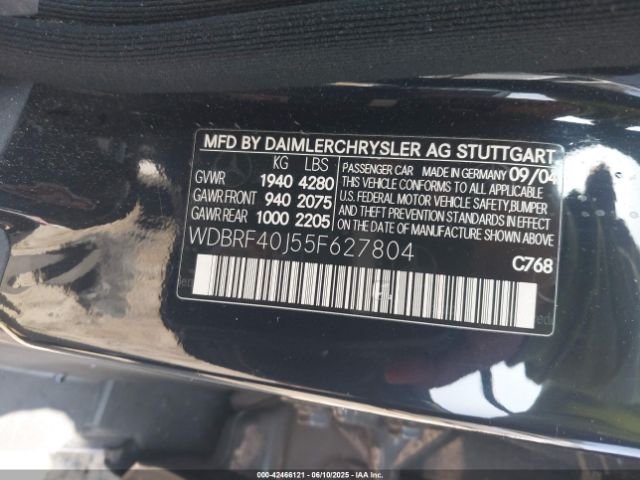 MFD BY DAIMLERCHRYSLER AG STUTTGART
KG LBS
GVWR 1940 4280
GAWR FRONT 940 2075
GAWR REAR 1000 2205
PASSENGER CAR MADE IN GERMANY 09/04
THIS VEHICLE CONFORMS TO ALL APPLICABLE
U.S. FEDERAL MOTOR VEHICLE SAFETY,BUMPER
AND THEFT PREVENTION STANDARDS IN EFFECT
ON THE DATE OF MANUFACTURE SHOWN ABOVE
WDBRF40J55F627804
C768
000-42466121 - 06/10/2025 - IAAI.COM